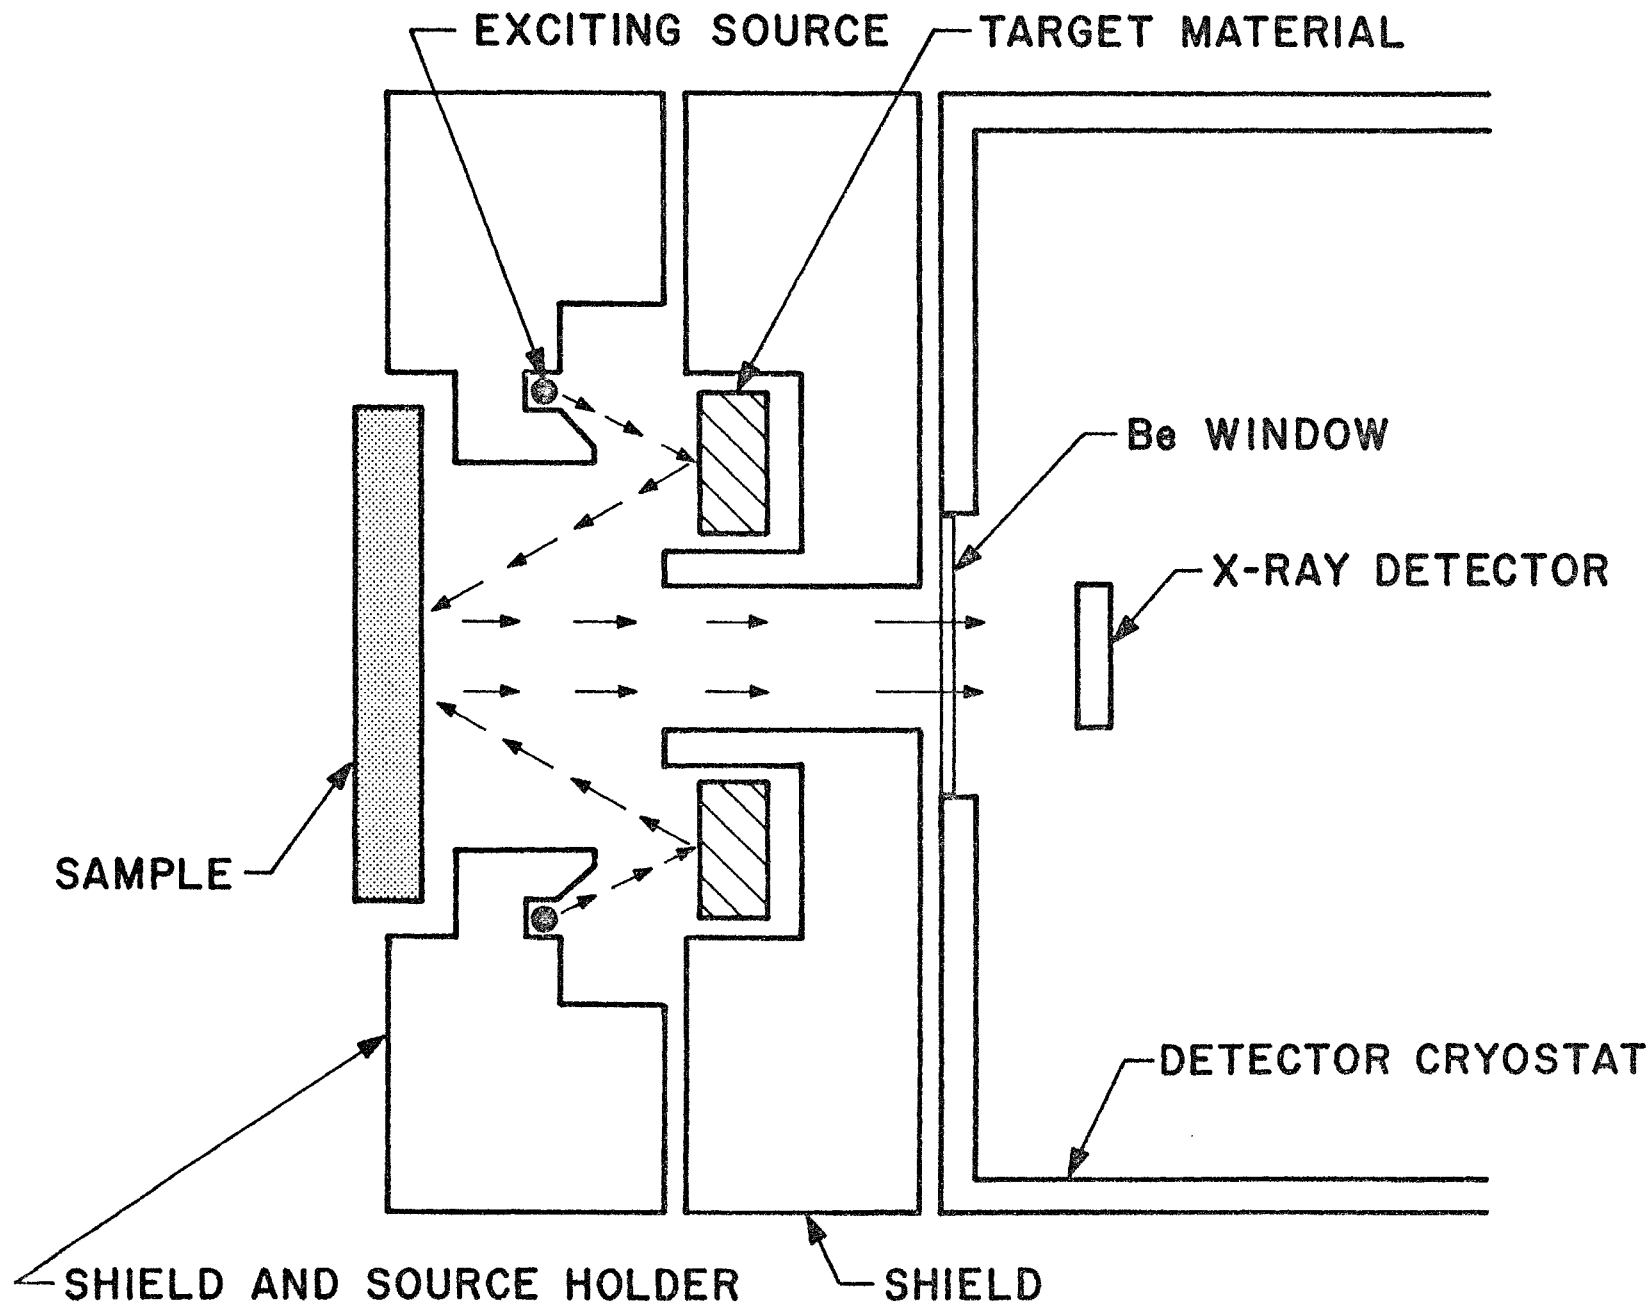 EXCITING SOURCE
TARGET MATERIAL
Be WINDOW
X-RAY DETECTOR
SAMPLE
DETECTOR CRYOSTAT
SHIELD AND SOURCE HOLDER
SHIELD